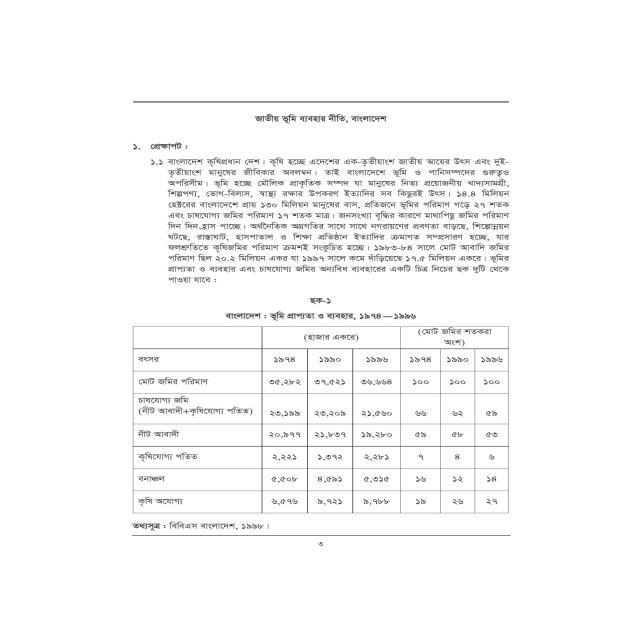 জাতীয় ভূমি ব্যবহার নীতি, বাংলাদেশ
১. প্রেক্ষাপট :
১.১ বাংলাদেশ কৃষিপ্রধান দেশ। কৃষি হচ্ছে এদেশের এক-তৃতীয়াংশ জাতীয় আয়ের উৎস এবং দুই-
তৃতীয়াংশ মানুষের জীবিকার অবলম্বন। তাই বাংলাদেশে ভূমি ও পানিসম্পদের গুরুত্বও
অপরিসীম। ভূমি হচ্ছে মৌলিক প্রাকৃতিক সম্পদ যা মানুষের নিত্য প্রয়োজনীয় খাদ্যসামগ্রী,
শিল্পপণ্য, ভোগ-বিলাস, স্বাস্থ্য রক্ষার উপকরণ ইত্যাদির সব কিছুরই উৎস। ১৪.৪ মিলিয়ন
হেক্টরের বাংলাদেশে প্রায় ১৩০ মিলিয়ন মানুষের বাস, প্রতিজনে ভূমির পরিমাণ গড়ে ২৭ শতক
এবং চাষযোগ্য জমির পরিমাণ ১৭ শতক মাত্র। জনসংখ্যা বৃদ্ধির কারণে মাথাপিছু জমির পরিমাণ
দিন দিন হ্রাস পাচ্ছে। অর্থনৈতিক অগ্রগতির সাথে সাথে নগরায়ণের প্রবণতা বাড়ছে, শিল্পোন্নয়ন
ঘটছে, রাস্তাঘাট, হাসপাতাল ও শিক্ষা প্রতিষ্ঠান ইত্যাদির ক্রমাগত সম্প্রসারণ হচ্ছে, যার
ফলশ্রুতিতে কৃষিজমির পরিমাণ ক্রমশই সংকুচিত হচ্ছে। ১৯৮৩-৮৪ সালে মোট আবাদি জমির
পরিমাণ ছিল ২০.২ মিলিয়ন একর যা ১৯৯৭ সালে কমে দাঁড়িয়েছে ১৭.৫ মিলিয়ন একরে। ভূমির
প্রাপ্যতা ও ব্যবহার এবং চাষযোগ্য জমির অন্যবিধ ব্যবহারের একটি চিত্র নিচের ছক দুটি থেকে
পাওয়া যাবে :
ছক-১
বাংলাদেশ : ভূমি প্রাপ্যতা ও ব্যবহার, ১৯৭৪—১৯৯৬
(হাজার একরে) (মোট জমির শতকরা
অংশ)
বৎসর ১৯৭৪ ১৯৯০ ১৯৯৬ ১৯৭৪ ১৯৯০ ১৯৯৬
মোট জমির পরিমাণ ৩৫,২৮২ ৩৭,৫২১ ৩৬,৬৬৪ ১০০ ১০০ ১০০
চাষযোগ্য জমি
(নীট আবাদী+কৃষিযোগ্য পতিত) ২৩,১৯৯ ২৩,২০৯ ২১,৫৬০ ৬৬ ৬২ ৫৯
নীট আবাদী ২০,৯৭৭ ২১,৮৩৭ ১৯,২৮০ ৫৯ ৫৮ ৫৩
কৃষিযোগ্য পতিত ২,২২১ ১,৩৭২ ২,২৮১ ৭ ৪ ৬
বনাঞ্চল ৫,৫০৮ ৪,৫৯১ ৫,৩১৫ ১৬ ১২ ১৪
কৃষি অযোগ্য ৬,৫৭৬ ৯,৭২১ ৯,৭৮৮ ১৯ ২৬ ২৭
তথ্যসূত্র : বিবিএস বাংলাদেশ, ১৯৯৮।
৩